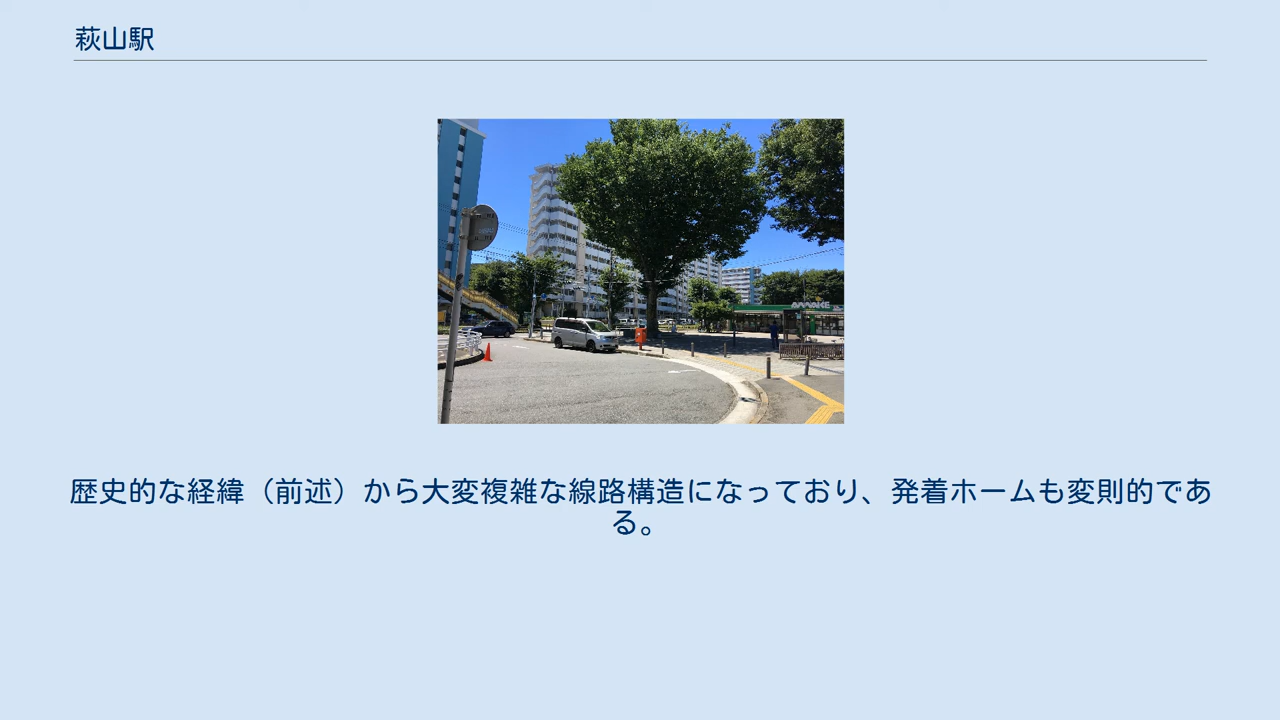 萩山駅
歴史的な経緯（前述）から大変複雑な線路構造になっており、発着ホームも変則的であ
る。